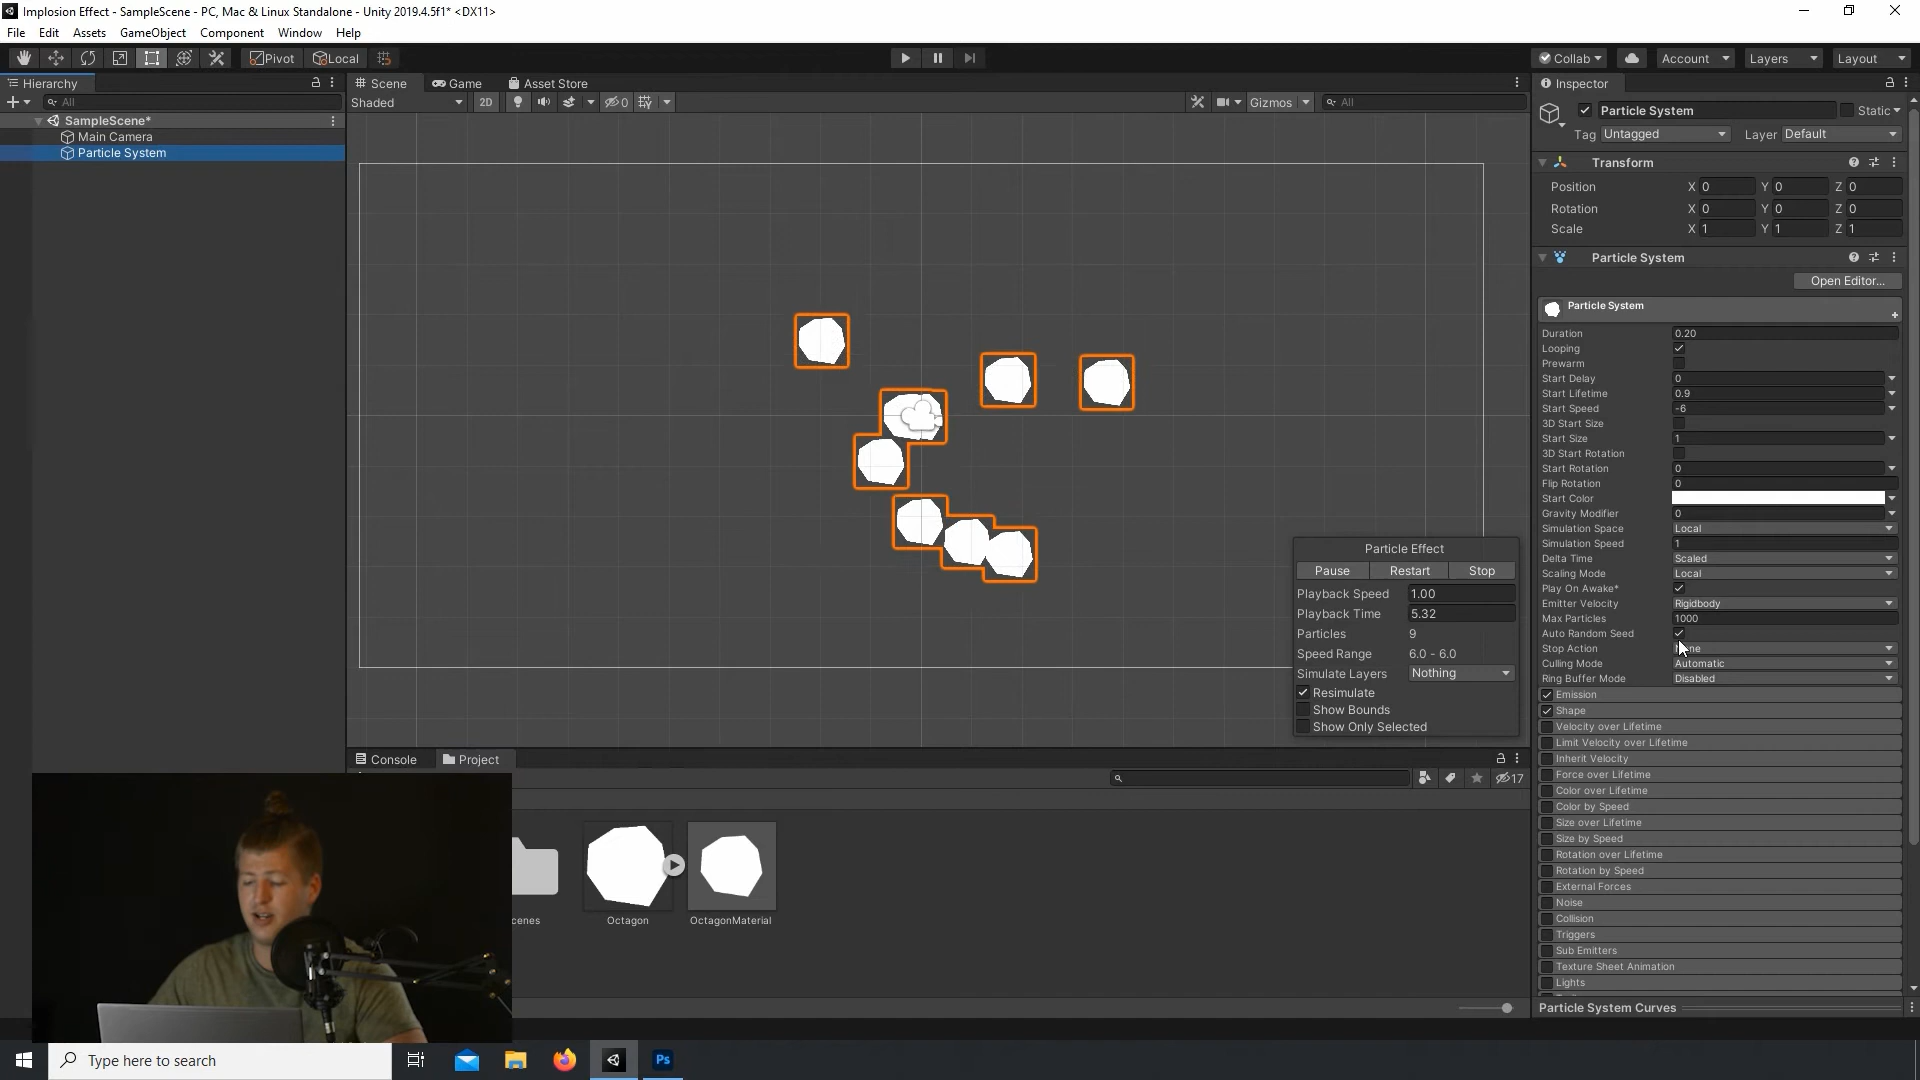 Implosion Effect - SampleScene - PC, Mac & Linux Standalone - Unity 2019.4.5f1* <DX11>
File Edit Assets GameObject Component Window Help
Pivot Local Collab Account Layers Layout
Hierarchy
All
SampleScene*
Main Camera
Particle System
Scene Game Asset Store
Shaded 2D 0 Gizmos All
Particle Effect
Pause Restart Stop
Playback Speed 1.00
Playback Time 5.32
Particles 9
Speed Range 6.0 - 6.0
Simulate Layers Nothing
Resimulate
Show Bounds
Show Only Selected
Console Project
17
cenes Octagon OctagonMaterial
Inspector
Particle System Static
Tag Untagged Layer Default
Transform
Position X 0 Y 0 Z 0
Rotation X 0 Y 0 Z 0
Scale X 1 Y 1 Z 1
Particle System
Open Editor...
Particle System
Duration 0.20
Looping
Prewarm
Start Delay 0
Start Lifetime 0.9
Start Speed -6
3D Start Size
Start Size 1
3D Start Rotation
Start Rotation 0
Flip Rotation 0
Start Color
Gravity Modifier 0
Simulation Space Local
Simulation Speed 1
Delta Time Scaled
Scaling Mode Local
Play On Awake*
Emitter Velocity Rigidbody
Max Particles 1000
Auto Random Seed
Stop Action
Culling Mode Automatic
Ring Buffer Mode Disabled
Emission
Shape
Velocity over Lifetime
Limit Velocity over Lifetime
Inherit Velocity
Force over Lifetime
Color over Lifetime
Color by Speed
Size over Lifetime
Size by Speed
Rotation over Lifetime
Rotation by Speed
External Forces
Noise
Collision
Triggers
Sub Emitters
Texture Sheet Animation
Lights
Particle System Curves
Type here to search
Ps